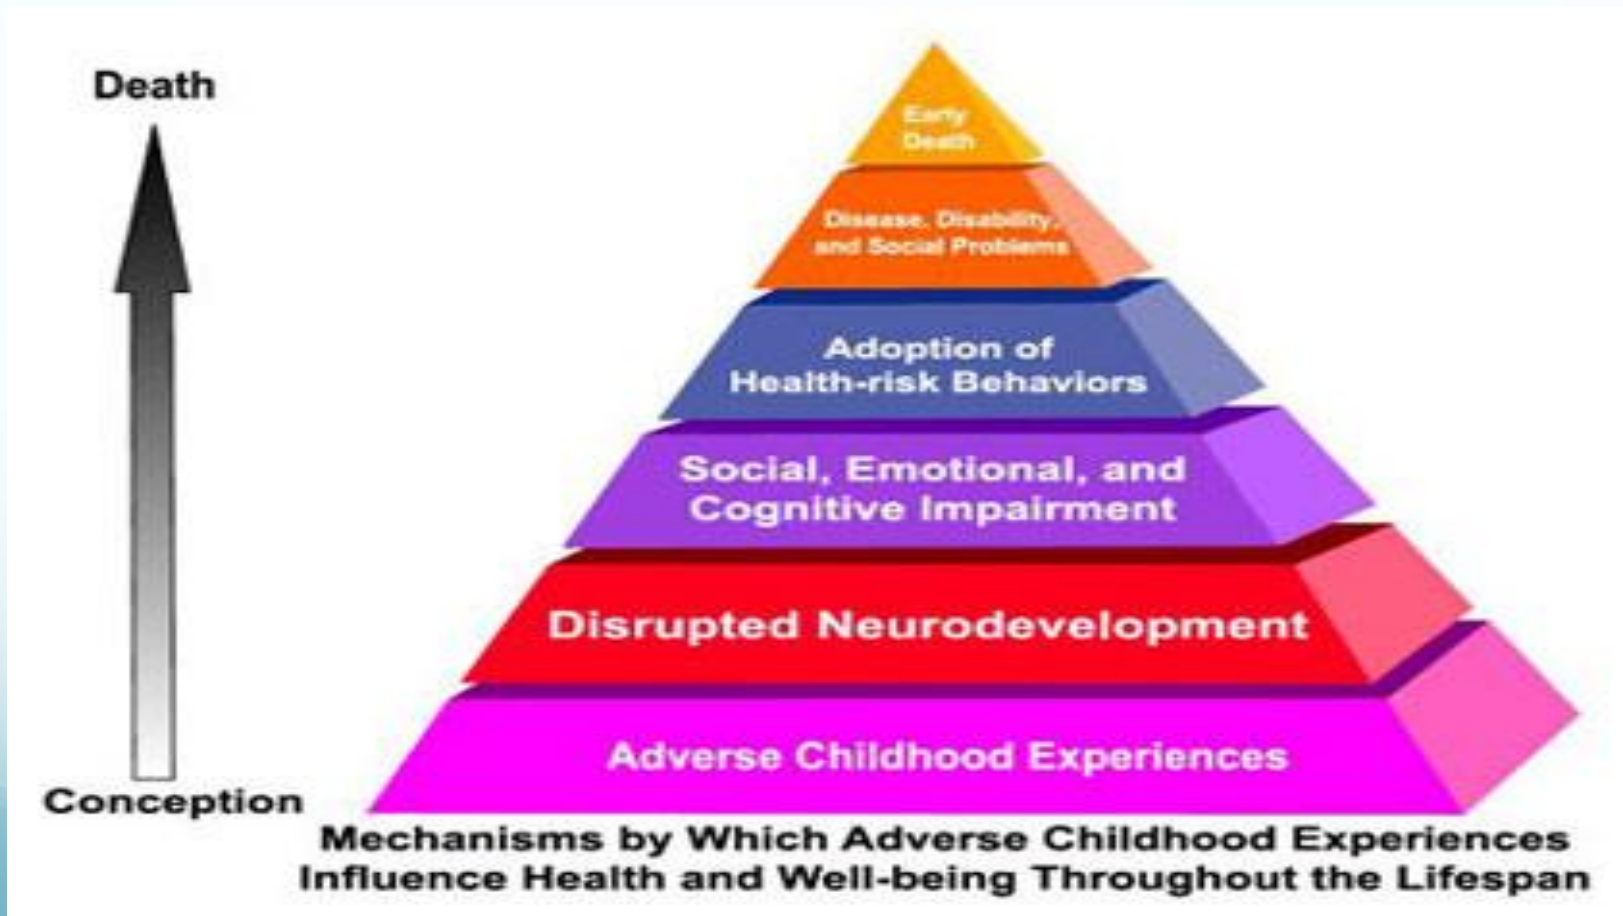 Death
Early
Death
Disease, Disability,
and Social Problems
Adoption of
Health-risk Behaviors
Social, Emotional, and
Cognitive Impairment
Disrupted Neurodevelopment
Adverse Childhood Experiences
Conception
Mechanisms by Which Adverse Childhood Experiences
Influence Health and Well-being Throughout the Lifespan